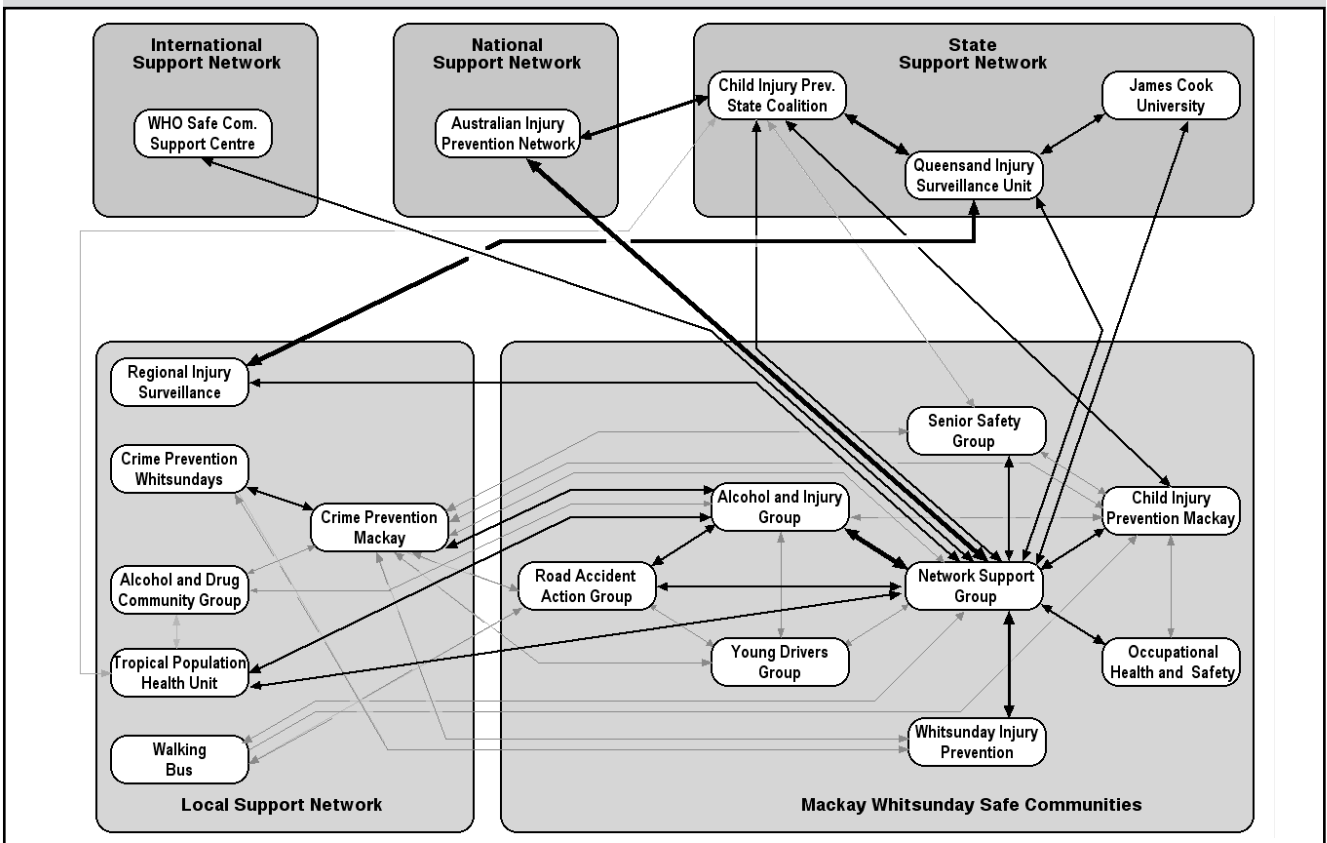 International
Support Network
National
Support Network
State
Support Network
WHO Safe Com.
Support Centre
Australian Injury
Prevention Network
Child Injury Prev.
State Coalition
James Cook
University
Queensand Injury
Surveillance Unit
Regional Injury
Surveillance
Crime Prevention
Whitsundays
Crime Prevention
Mackay
Alcohol and Drug
Community Group
Tropical Population
Health Unit
Walking
Bus
Local Support Network
Senior Safety
Group
Alcohol and Injury
Group
Child Injury
Prevention Mackay
Road Accident
Action Group
Network Support
Group
Young Drivers
Group
Occupational
Health and Safety
Whitsunday Injury
Prevention
Mackay Whitsunday Safe Communities